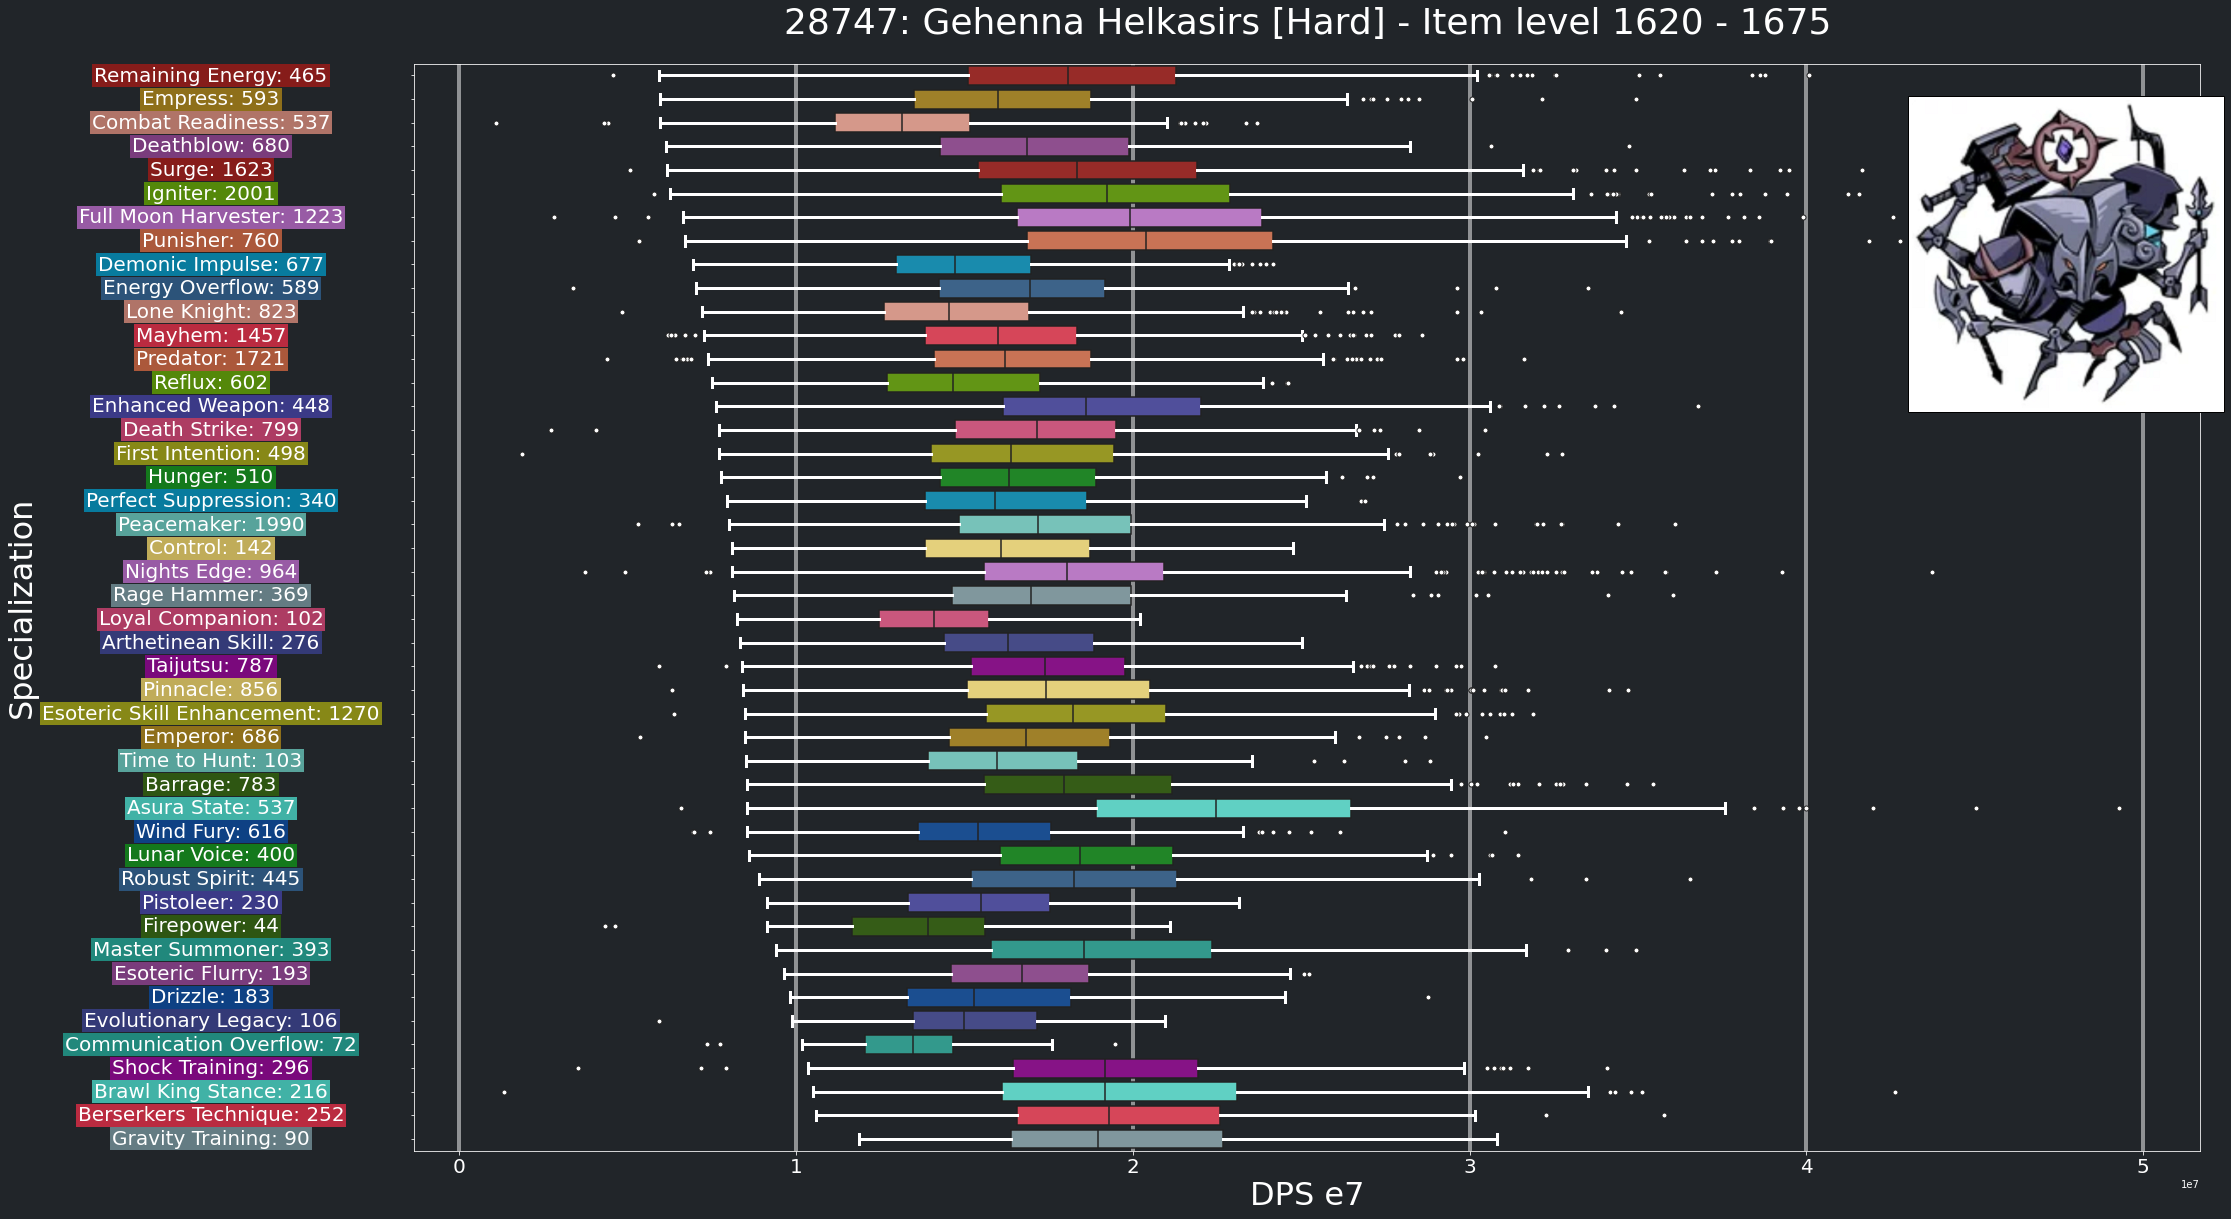 28747: Gehenna Helkasirs [Hard] - Item level 1620 - 1675
Remaining Energy: 465
Empress: 593
Combat Readiness: 537
Deathblow: 680
Surge: 1623
Igniter: 2001
Full Moon Harvester: 1223
Punisher: 760
Demonic Impulse: 677
Energy Overflow: 589
Lone Knight: 823
Mayhem: 1457
Predator: 1721
Reflux: 602
Enhanced Weapon: 448
Death Strike: 799
First Intention: 498
Hunger: 510
Perfect Suppression: 340
Peacemaker: 1990
Control: 142
Nights Edge: 964
Rage Hammer: 369
Loyal Companion: 102
Arthetinean Skill: 276
Taijutsu: 787
Pinnacle: 856
Esoteric Skill Enhancement: 1270
Emperor: 686
Time to Hunt: 103
Barrage: 783
Asura State: 537
Wind Fury: 616
Lunar Voice: 400
Robust Spirit: 445
Pistoleer: 230
Firepower: 44
Master Summoner: 393
Esoteric Flurry: 193
Drizzle: 183
Evolutionary Legacy: 106
Communication Overflow: 72
Shock Training: 296
Brawl King Stance: 216
Berserkers Technique: 252
Gravity Training: 90
Specialization
0 1 2 3 4 5
1e7
DPS e7